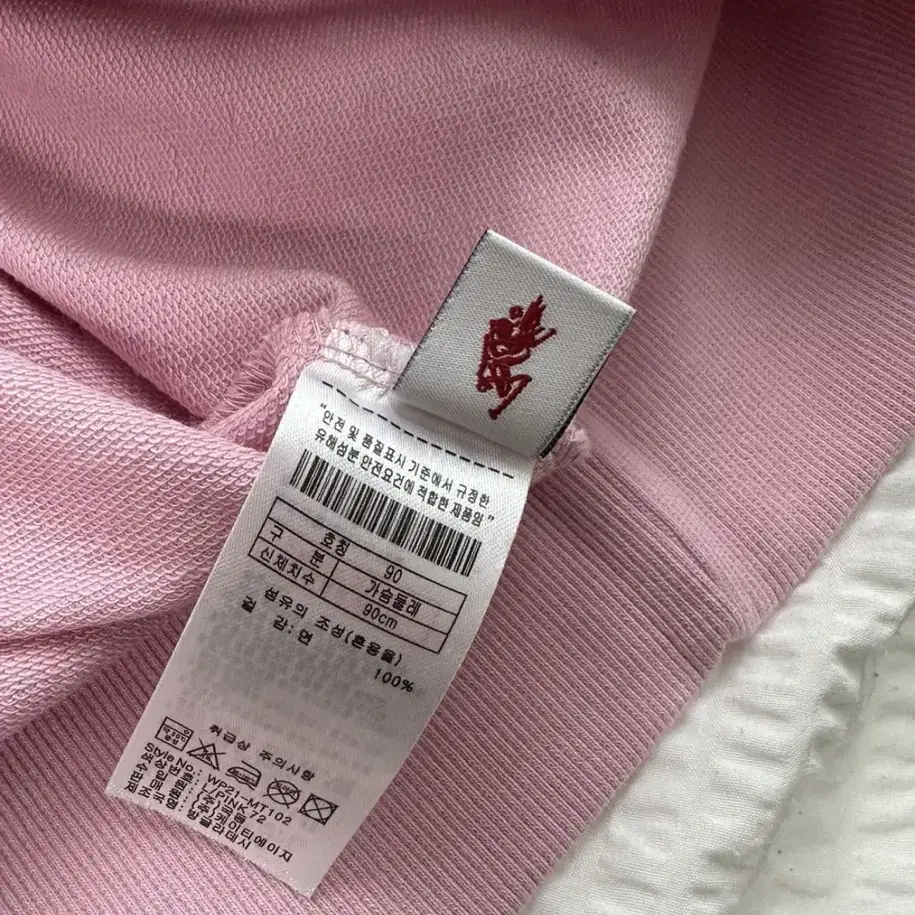 "안전 및 품질표시 기준에서 규정한
유해성분 안전요건에 적합한 제품임"
구 분 호칭 90
신체치수 가슴둘레 90cm
섬유의 조성(혼용율)
겉 감: 면 100%
취급상 주의사항
Style No. WP21-MT102
색상 L/PINK72